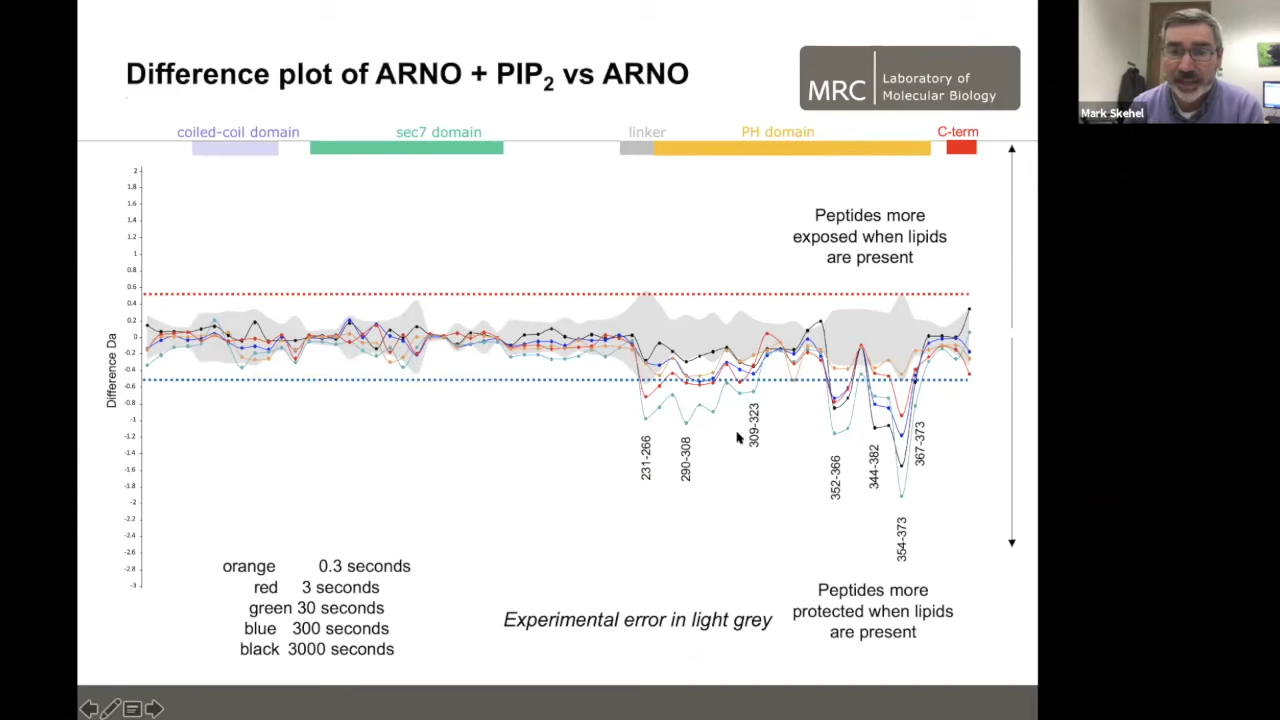 Difference plot of ARNO + PIP2 vs ARNO
MRC
Laboratory of
Molecular Biology
Mark Skehel
coiled-coil domain
sec7 domain
linker
PH domain
C-term
2
1.8
1.6
1.4
1.2
1
0.8
0.6
0.4
0.2
0
-0.2
-0.4
-0.6
-0.8
-1
-1.2
-1.4
-1.6
-1.8
-2
-2.2
-2.4
-2.6
-2.8
-3
Difference Da
Peptides more
exposed when lipids
are present
231-266
290-308
309-323
352-366
344-382
354-373
367-373
orange 0.3 seconds
red 3 seconds
green 30 seconds
blue 300 seconds
black 3000 seconds
Experimental error in light grey
Peptides more
protected when lipids
are present